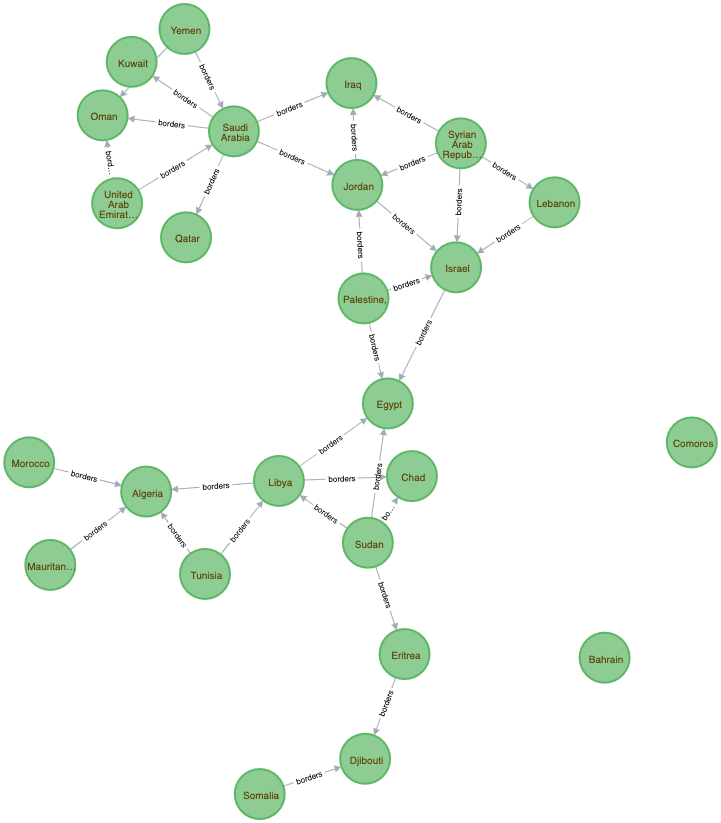 Yemen
Kuwait
borders
borders
Iraq
Oman
borders
borders
borders
Saudi
Arabia
borders
Syrian
Arab
Repub…
bord…
borders
borders
borders
borders
United
Arab
Emirat…
borders
Jordan
borders
Lebanon
borders
borders
Qatar
borders
Israel
Palestine,
borders
borders
borders
Egypt
borders
Comoros
Morocco
borders
borders
borders
borders
Chad
Algeria
Libya
borders
bo…
borders
borders
borders
Sudan
Mauritan…
Tunisia
borders
Eritrea
Bahrain
borders
Djibouti
borders
Somalia